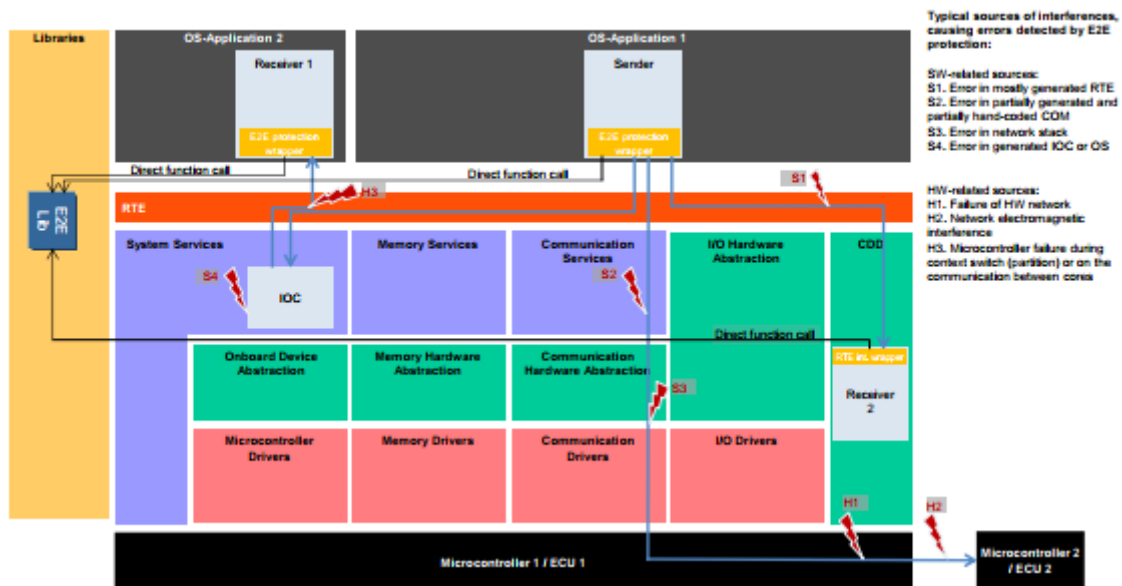 Typical sources of interferences,
causing errors detected by E2E
protection:
SW-related sources:
S1. Error in mostly generated RTE
S2. Error in partially generated and
partially hand-coded COM
S3. Error in network stack
S4. Error in generated IOC or OS
HW-related sources:
H1. Failure of HW network
H2. Network electromagnetic
interference
H3. Microcontroller failure during
context switch (partition) or on the
communication between cores
Libraries
OS-Application 2
OS-Application 1
Receiver 1
Sender
E2E protection
wrapper
E2E protection
wrapper
Direct function call
Direct function call
H3
S1
E2E
Lib
RTE
System Services
Memory Services
Communication
Services
I/O Hardware
Abstraction
CDD
S4
S2
IOC
Direct function call
Onboard Device
Abstraction
Memory Hardware
Abstraction
Communication
Hardware Abstraction
RTE int. wrapper
S3
Receiver
2
Microcontroller
Drivers
Memory Drivers
Communication
Drivers
I/O Drivers
H1
H2
Microcontroller 1 / ECU 1
Microcontroller 2
/ ECU 2